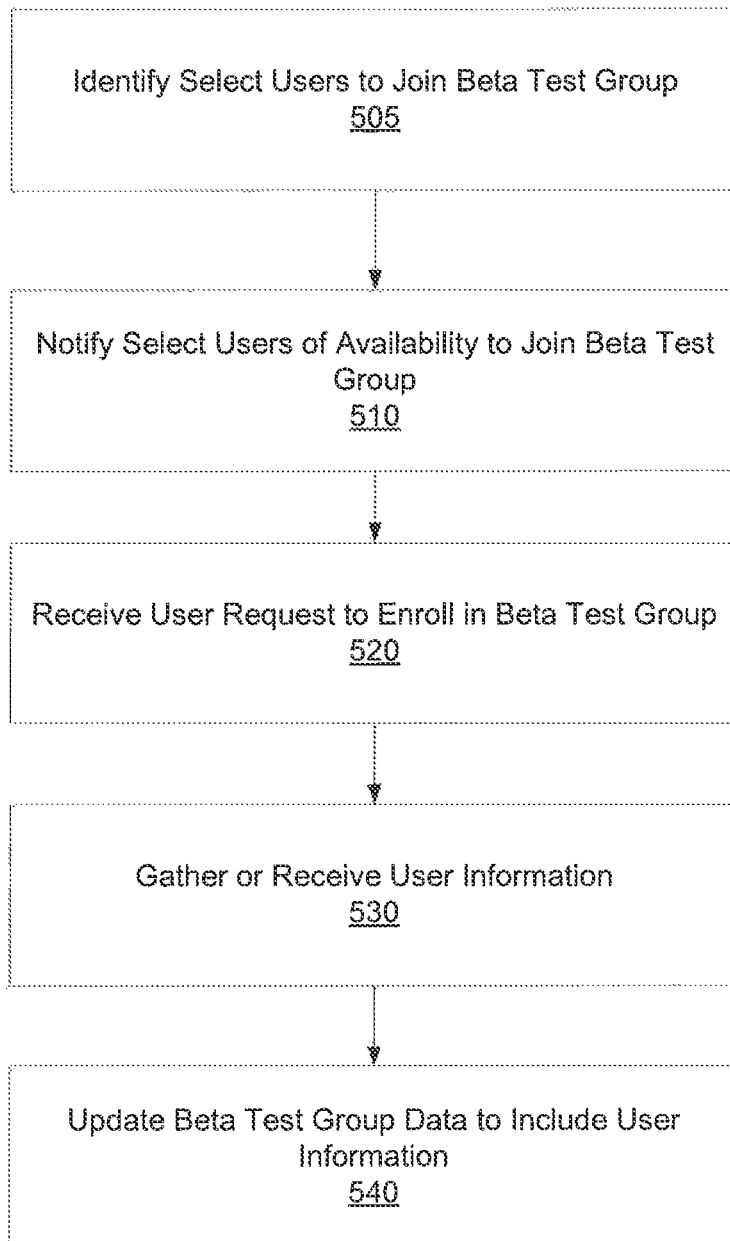 Identify Select Users to Join Beta Test Group
505
Notify Select Users of Availability to Join Beta Test
Group
510
Receive User Request to Enroll in Beta Test Group
520
Gather or Receive User Information
530
Update Beta Test Group Data to Include User
Information
540